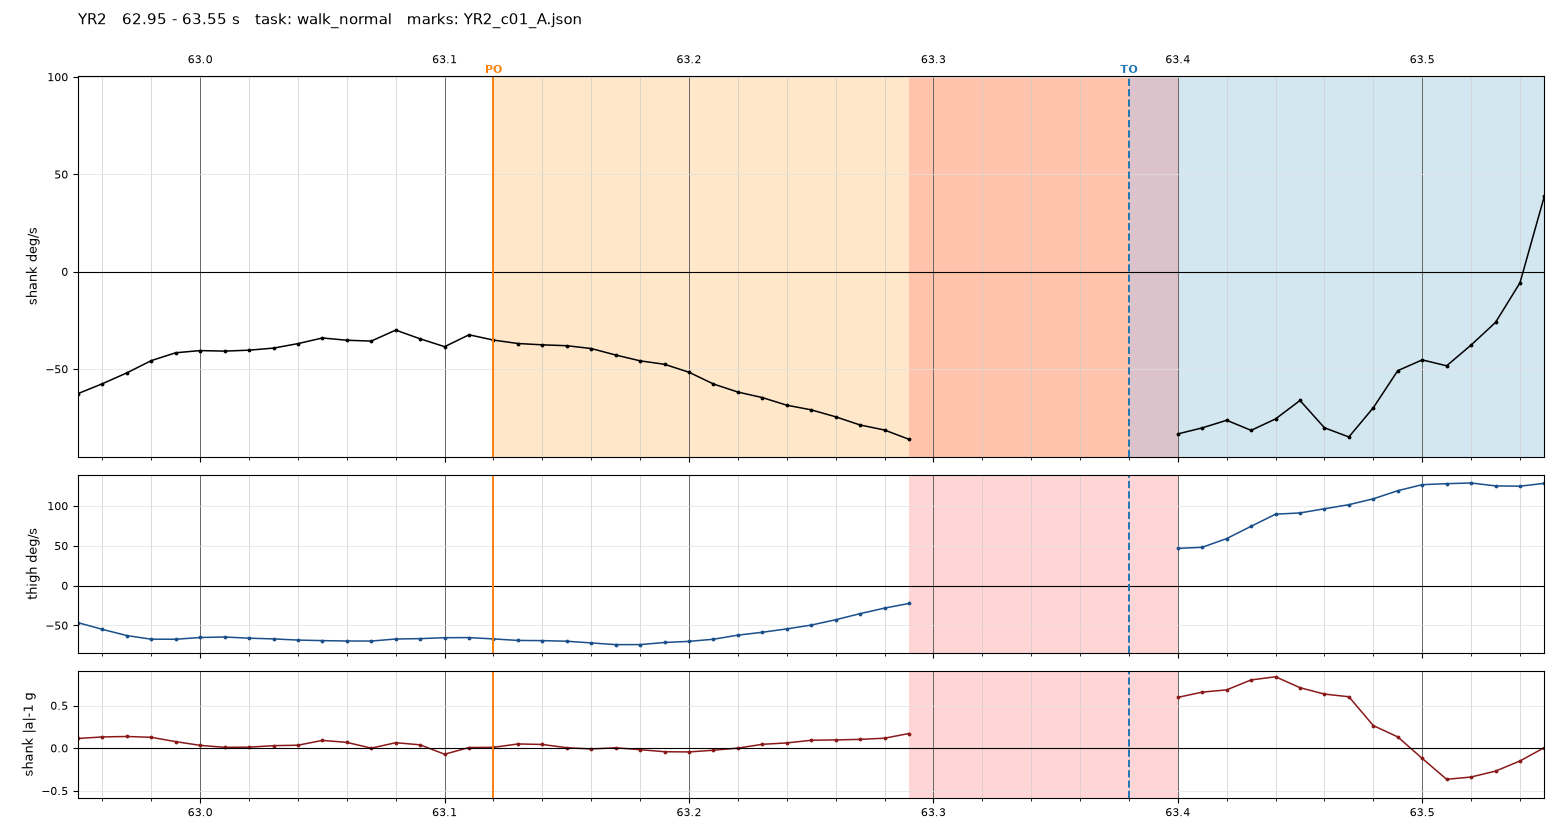 YR2   62.95 - 63.55 s   task: walk_normal   marks: YR2_c01_A.json
63.0 63.1 63.2 63.3 63.4 63.5
PO TO
100
50
0
−50
shank deg/s
100
50
0
−50
thigh deg/s
0.5
0.0
−0.5
shank |a|-1 g
63.0 63.1 63.2 63.3 63.4 63.5